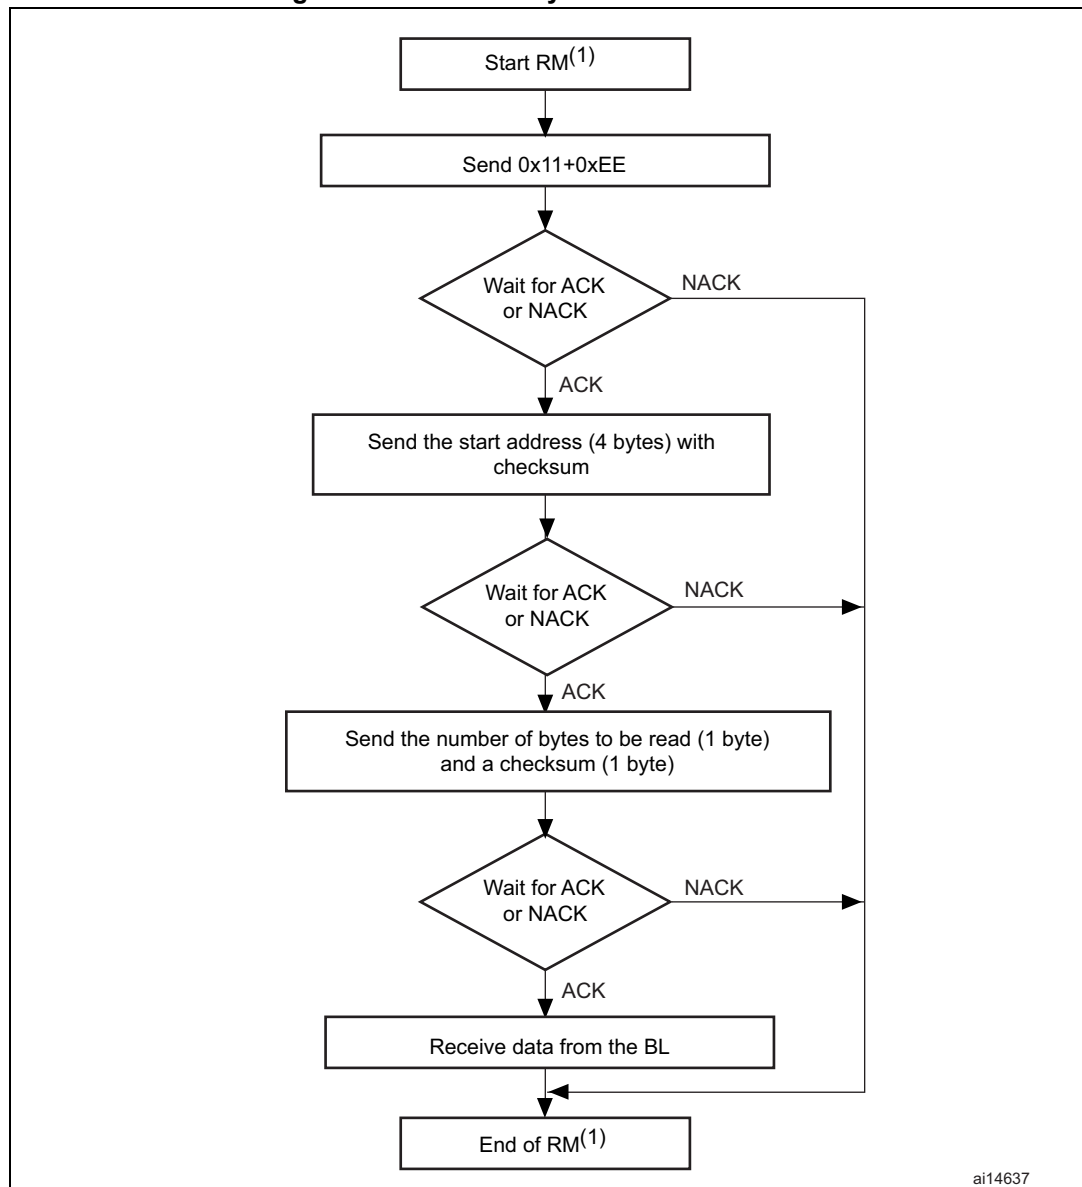 Start RM(1)
Send 0x11+0xEE
Wait for ACK
or NACK
NACK
ACK
Send the start address (4 bytes) with
checksum
Wait for ACK
or NACK
NACK
ACK
Send the number of bytes to be read (1 byte)
and a checksum (1 byte)
Wait for ACK
or NACK
NACK
ACK
Receive data from the BL
End of RM(1)
ai14637